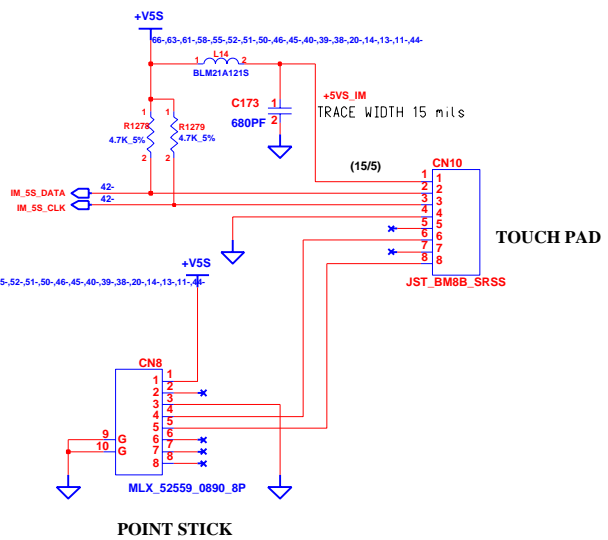 +V5S
66-,63-,61-,58-,55-,52-,51-,50-,46-,45-,40-,39-,38-,20-,14-,13-,11-,44-
1 L14 2
BLM21A121S
+5VS_IM
C173 1
2
680PF
TRACE WIDTH 15 mils
1 1
R1278 R1279
4.7K_5% 4.7K_5%
2 2
(15/5)
CN10
IM_5S_DATA 42-
IM_5S_CLK 42-
1 1
2 2
3 3
4 4
5 5
6 6
7 7
8 8
TOUCH PAD
JST_BM8B_SRSS
+V5S
5-,52-,51-,50-,46-,45-,40-,39-,38-,20-,14-,13-,11-,44-
CN8
1 1
2 2
3 3
4 4
5 5
6 6
7 7
8 8
9 G
10 G
MLX_52559_0890_8P
POINT STICK